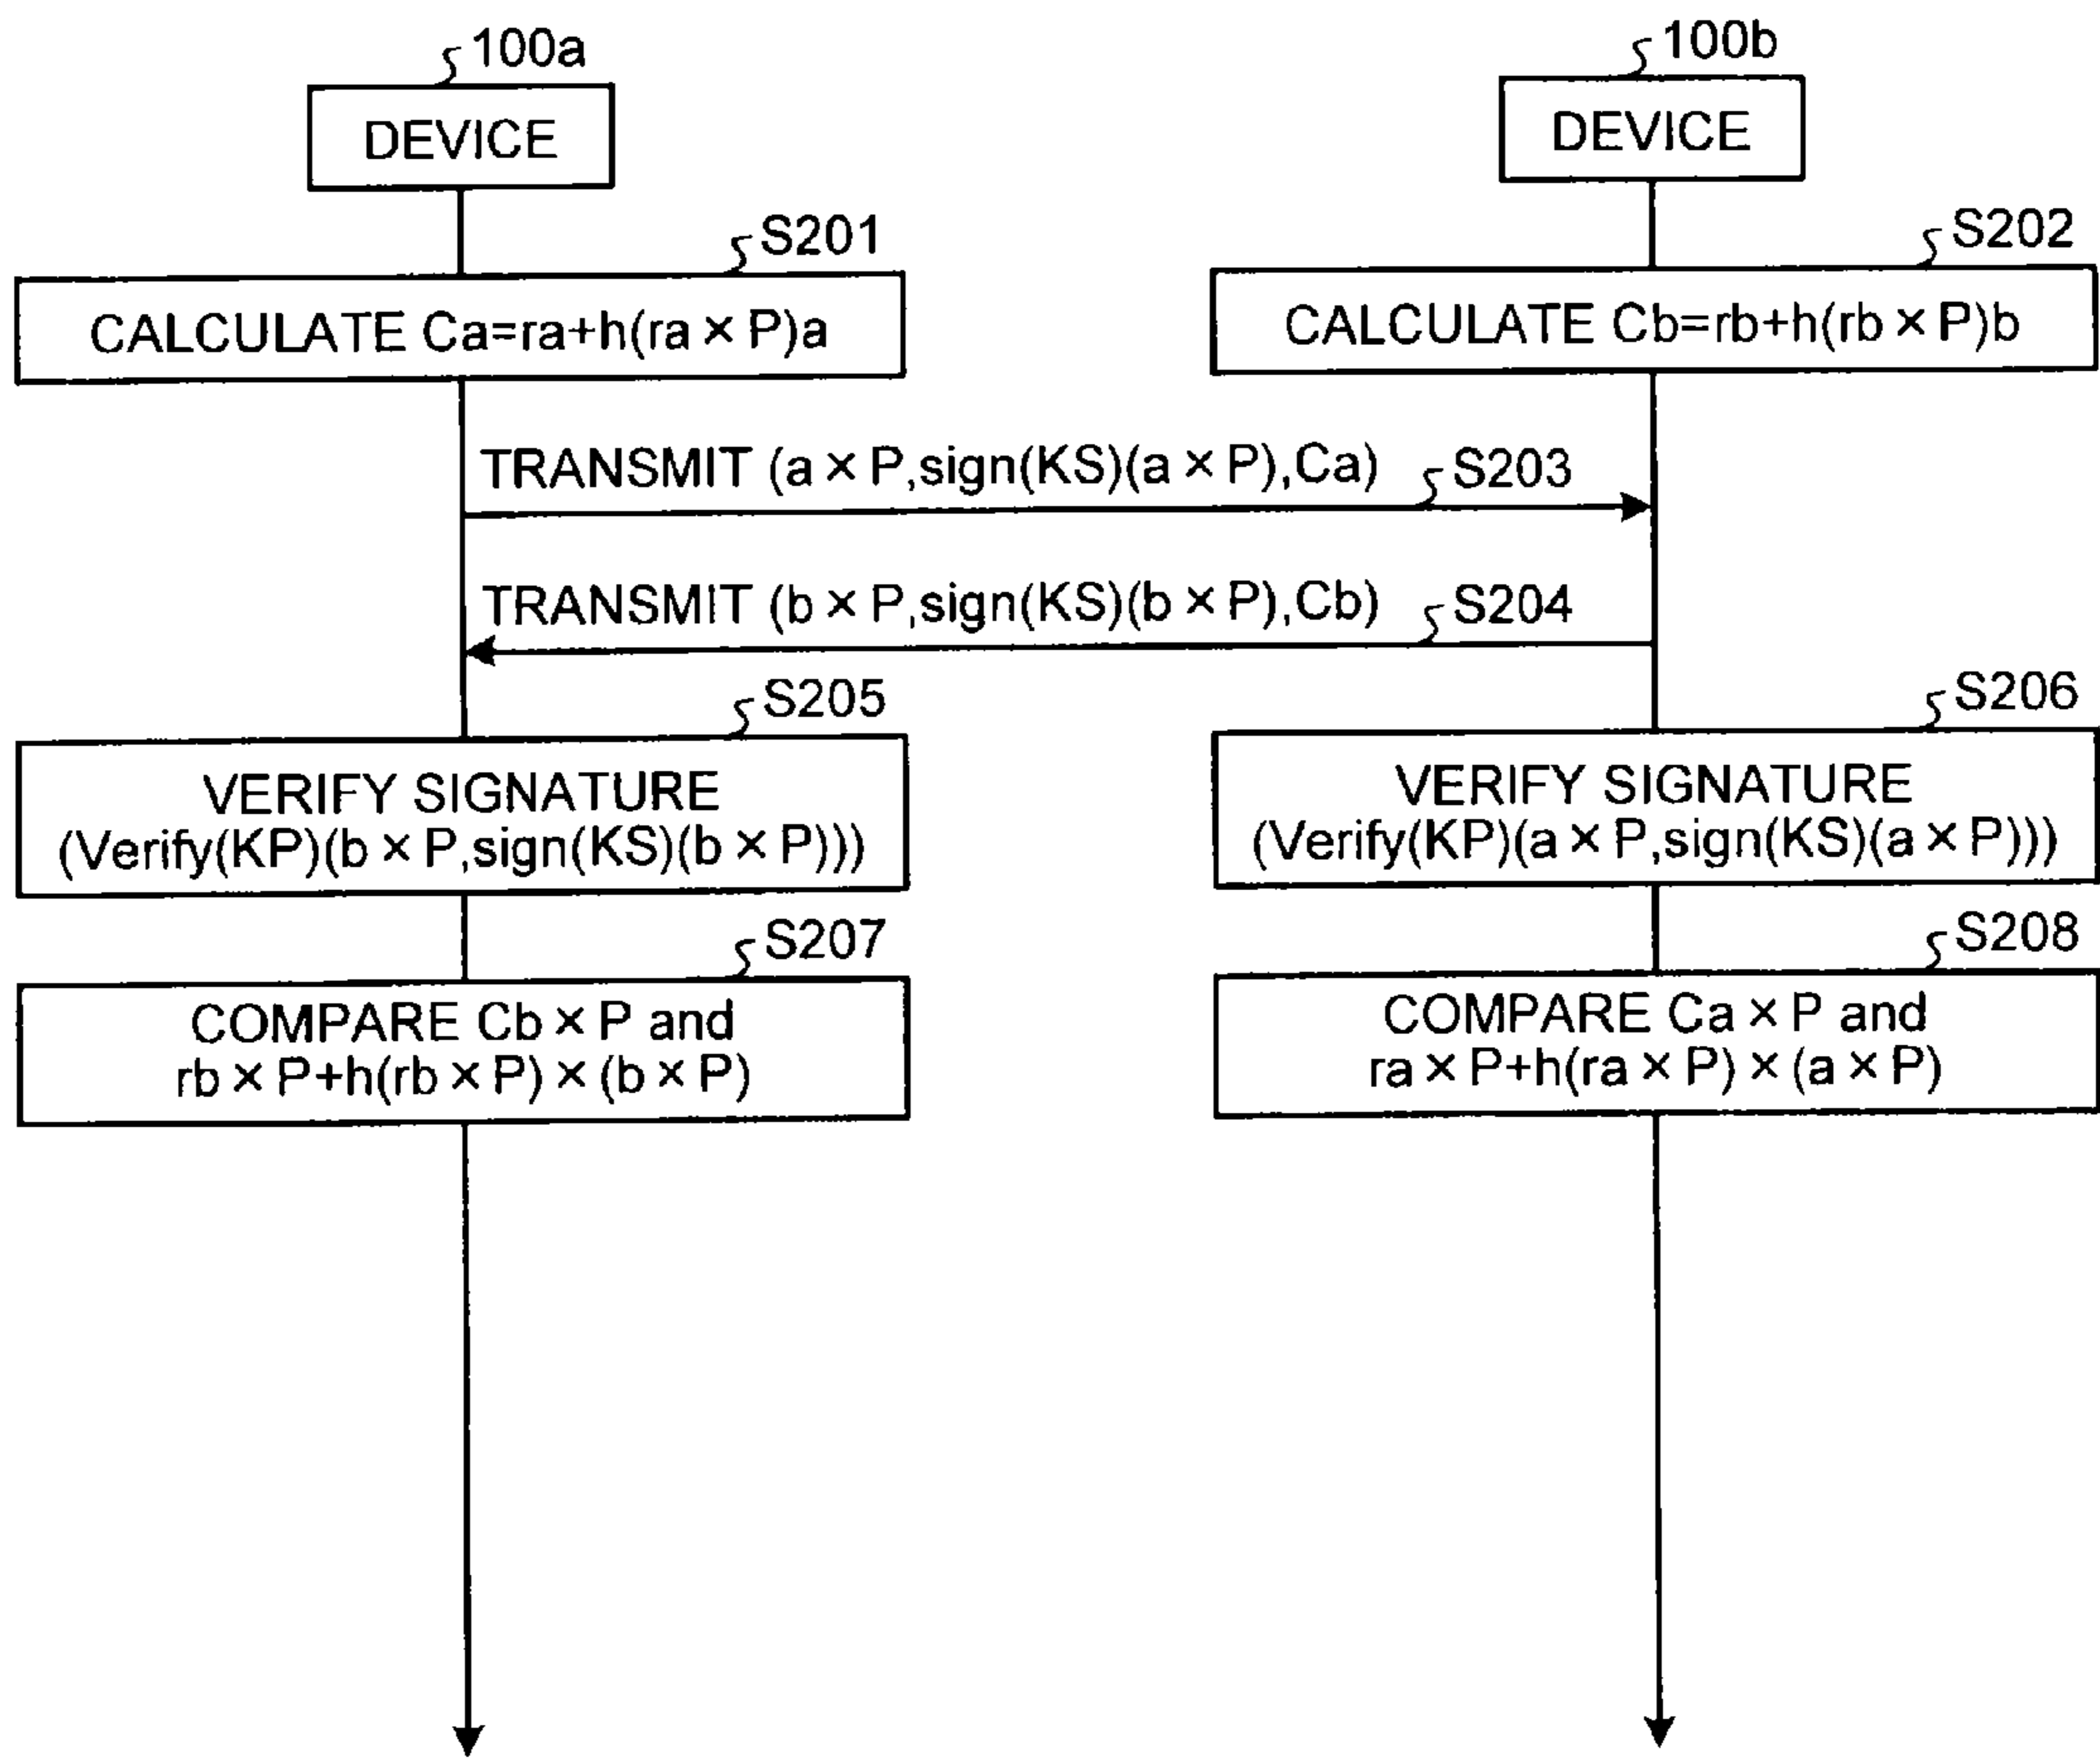 100a
100b
DEVICE
DEVICE
S201
S202
CALCULATE Ca=ra+h(ra × P)a
CALCULATE Cb=rb+h(rb × P)b
TRANSMIT (a × P,sign(KS)(a × P),Ca)
S203
TRANSMIT (b × P,sign(KS)(b × P),Cb)
S204
S205
S206
VERIFY SIGNATURE
(Verify(KP)(b × P,sign(KS)(b × P)))
VERIFY SIGNATURE
(Verify(KP)(a × P,sign(KS)(a × P)))
S207
S208
COMPARE Cb × P and
rb × P+h(rb × P) × (b × P)
COMPARE Ca × P and
ra × P+h(ra × P) × (a × P)